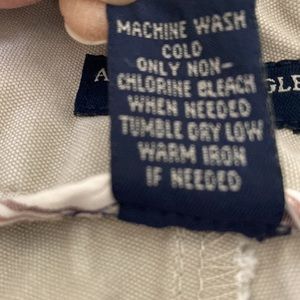 MACHINE WASH
COLD
ONLY NON-
CHLORINE BLEACH
WHEN NEEDED
TUMBLE DRY LOW
WARM IRON
IF NEEDED